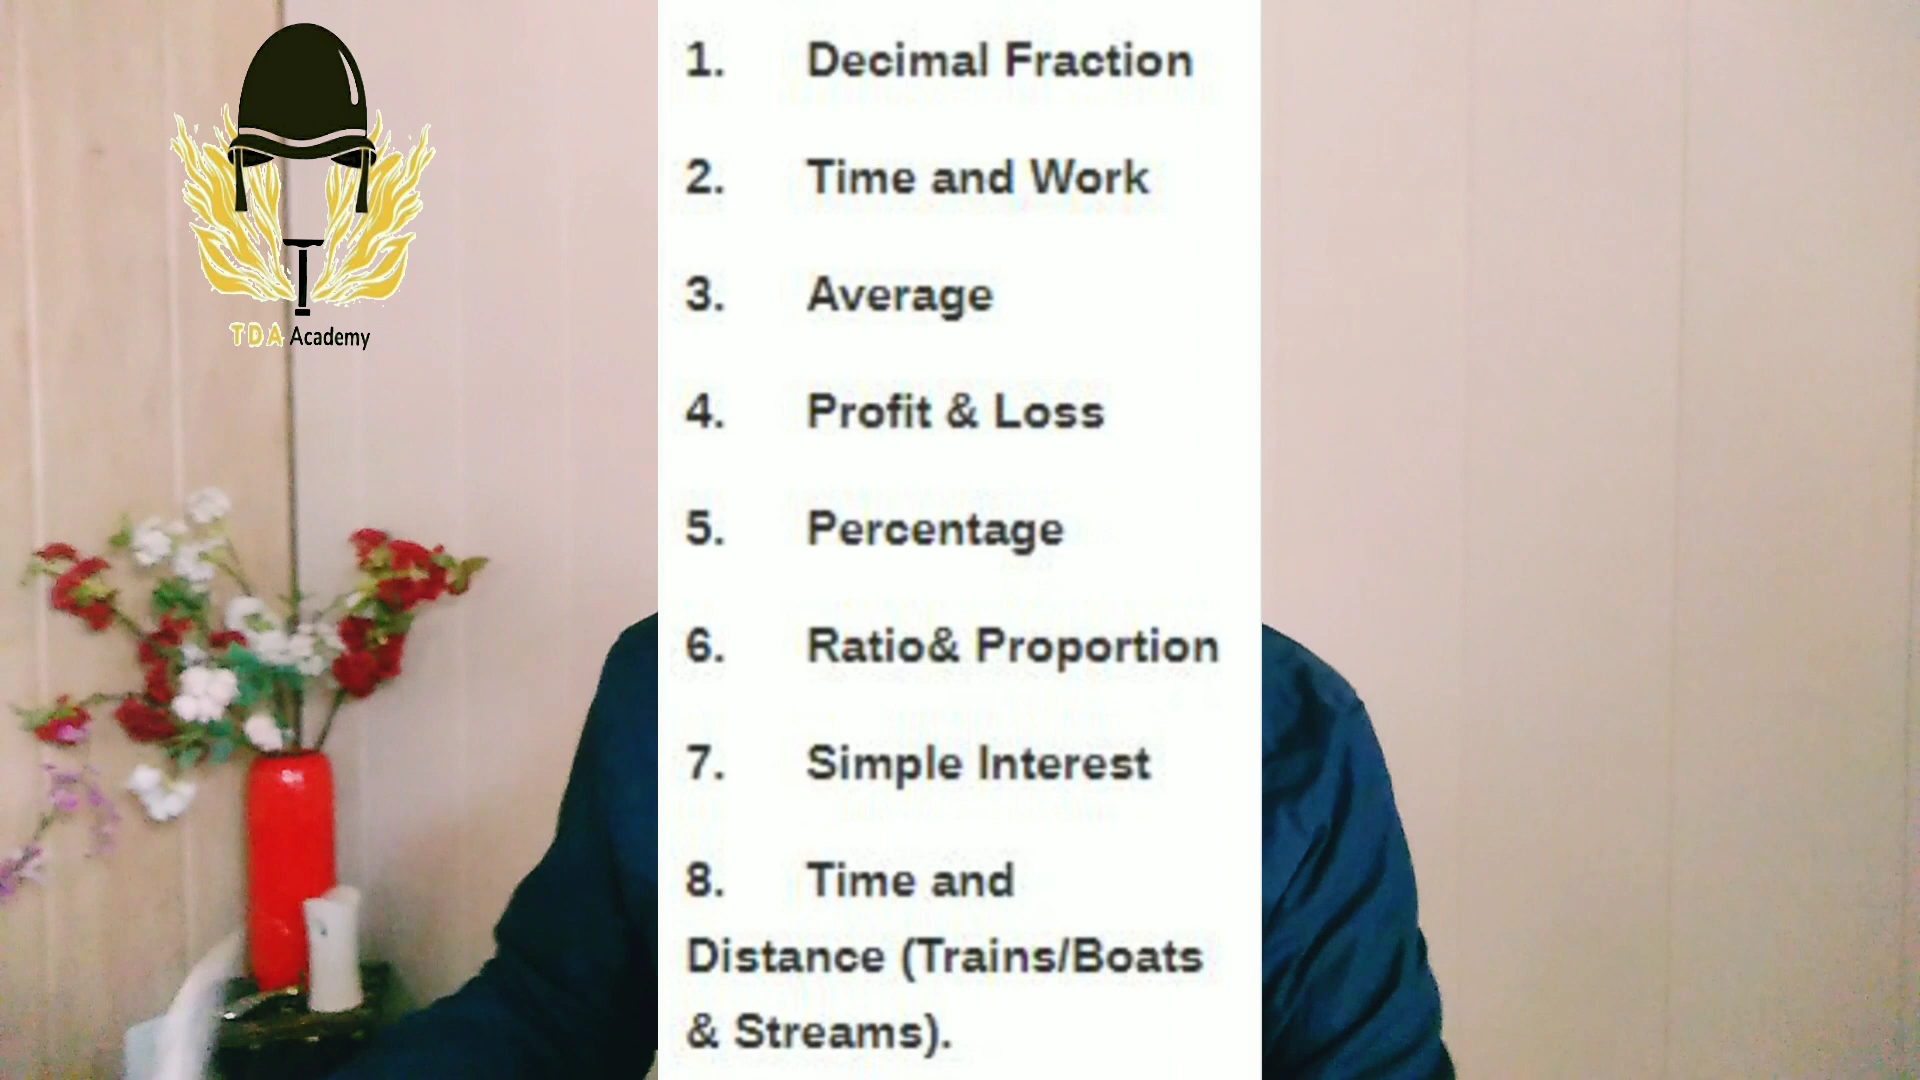 TDA Academy
1. Decimal Fraction
2. Time and Work
3. Average
4. Profit & Loss
5. Percentage
6. Ratio& Proportion
7. Simple Interest
8. Time and
Distance (Trains/Boats
& Streams).